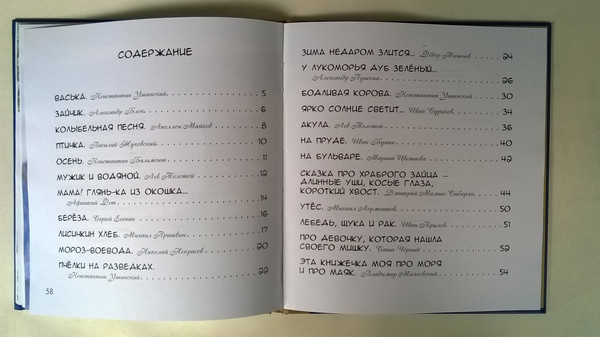 СОДЕРЖАНИЕ
ВАСЬКА. Константин Ушинский 5
ЗАЙЧИК. Александр Блок 6
КОЛЫБЕЛЬНАЯ ПЕСНЯ. Аполлон Майков 8
ПТИЧКА. Василий Жуковский 10
ОСЕНЬ. Константин Бальмонт 11
МУЖИК И ВОДЯНОЙ. Лев Толстой 12
МАМА! ГЛЯНЬ-КА ИЗ ОКОШКА...
Афанасий Фет 14
БЕРЁЗА. Сергей Есенин 16
ЛИСИЧКИН ХЛЕБ. Михаил Пришвин 17
МОРОЗ-ВОЕВОДА. Николай Некрасов 20
ПЧЁЛКИ НА РАЗВЕДКАХ.
Константин Ушинский 22
58
ЗИМА НЕДАРОМ ЗЛИТСЯ... Фёдор Тютчев 24
У ЛУКОМОРЬЯ ДУБ ЗЕЛЁНЫЙ...
Александр Пушкин 26
БОДЛИВАЯ КОРОВА. Константин Ушинский 30
ЯРКО СОЛНЦЕ СВЕТИТ... Иван Суриков 34
АКУЛА. Лев Толстой 36
НА ПРУДЕ. Иван Бунин 40
НА БУЛЬВАРЕ. Марина Цветаева 42
СКАЗКА ПРО ХРАБРОГО ЗАЙЦА –
ДЛИННЫЕ УШИ, КОСЫЕ ГЛАЗА,
КОРОТКИЙ ХВОСТ. Дмитрий Мамин-Сибиряк 44
УТЁС. Михаил Лермонтов 50
ЛЕБЕДЬ, ЩУКА И РАК. Иван Крылов 51
ПРО ДЕВОЧКУ, КОТОРАЯ НАШЛА
СВОЕГО МИШКУ. Саша Чёрный 52
ЭТА КНИЖЕЧКА МОЯ ПРО МОРЯ
И ПРО МАЯК. Владимир Маяковский 54